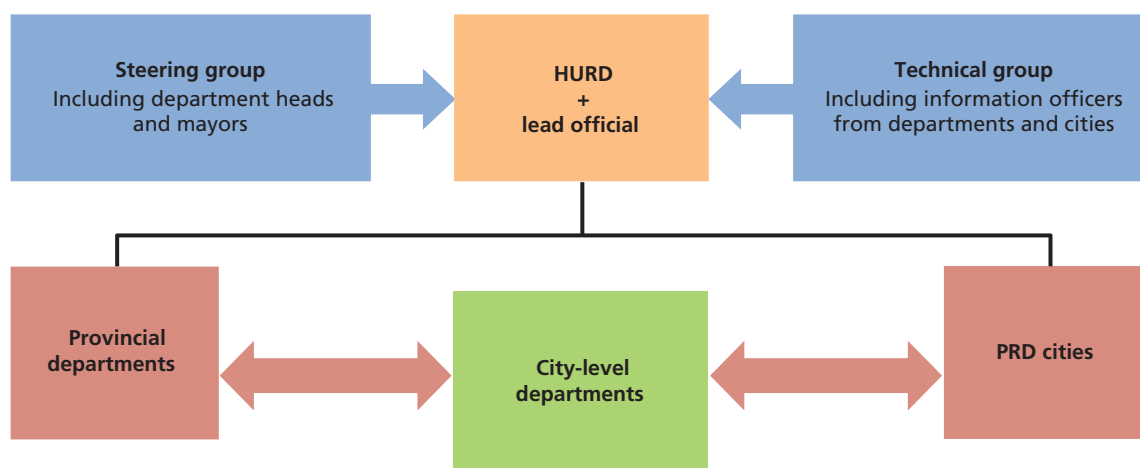 Steering group
Including department heads
and mayors
HURD
+
lead official
Technical group
Including information officers
from departments and cities
Provincial
departments
City-level
departments
PRD cities